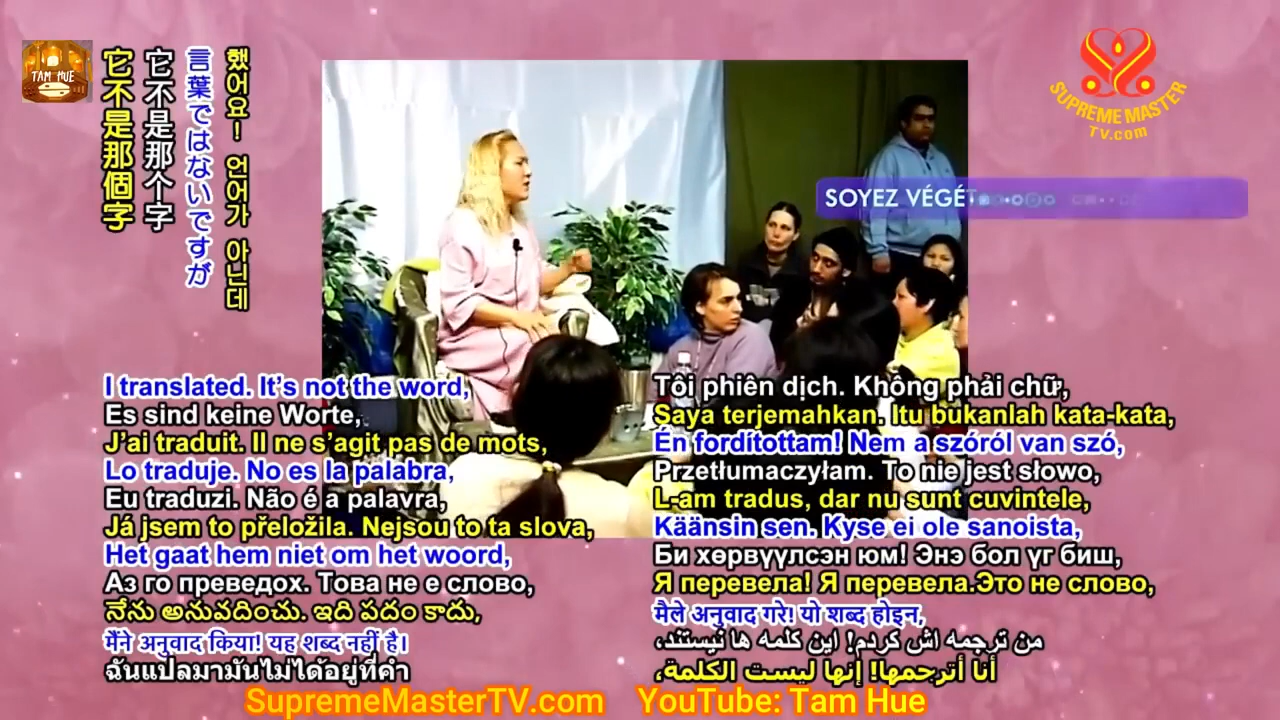 TAM HUE
它不是那個字
它不是那个字
言葉ではないですが
했어요! 언어가 아닌데
SUPREME MASTER
TV.com
SOYEZ
I translated. It's not the word,
Es sind keine Worte,
J'ai traduit. Il ne s'agit pas de mots,
Lo traduje. No es la palabra,
Eu traduzi. Não é a palavra,
Já jsem to přeložila. Nejsou to ta slova,
Het gaat hem niet om het woord,
Аз го преведох. Това не е слово,
నేను అనువదించు. ఇది పదం కాదు,
मैंने अनुवाद किया! यह शब्द नहीं है।
ฉันแปลมามันไม่ได้อยู่ที่คำ
Tôi phiên dịch. Không phải chữ,
Saya terjemahkan. Itu bukanlah kata-kata,
Én fordítottam! Nem a szóról van szó,
Przetłumaczyłam. To nie jest słowo,
L-am tradus, dar nu sunt cuvintele,
Käänsin sen. Kyse ei ole sanoista,
Би хөрвүүлсэн юм! Энэ бол үг биш,
Я перевела! Я перевела.Это не слово,
मैले अनुवाद गरे! यो शब्द होइन,
من ترجمه اش کردم! این کلمه ها نیستند،
أنا أترجمها! إنها ليست الكلمة،
SupremeMasterTV.com YouTube: Tam Hue